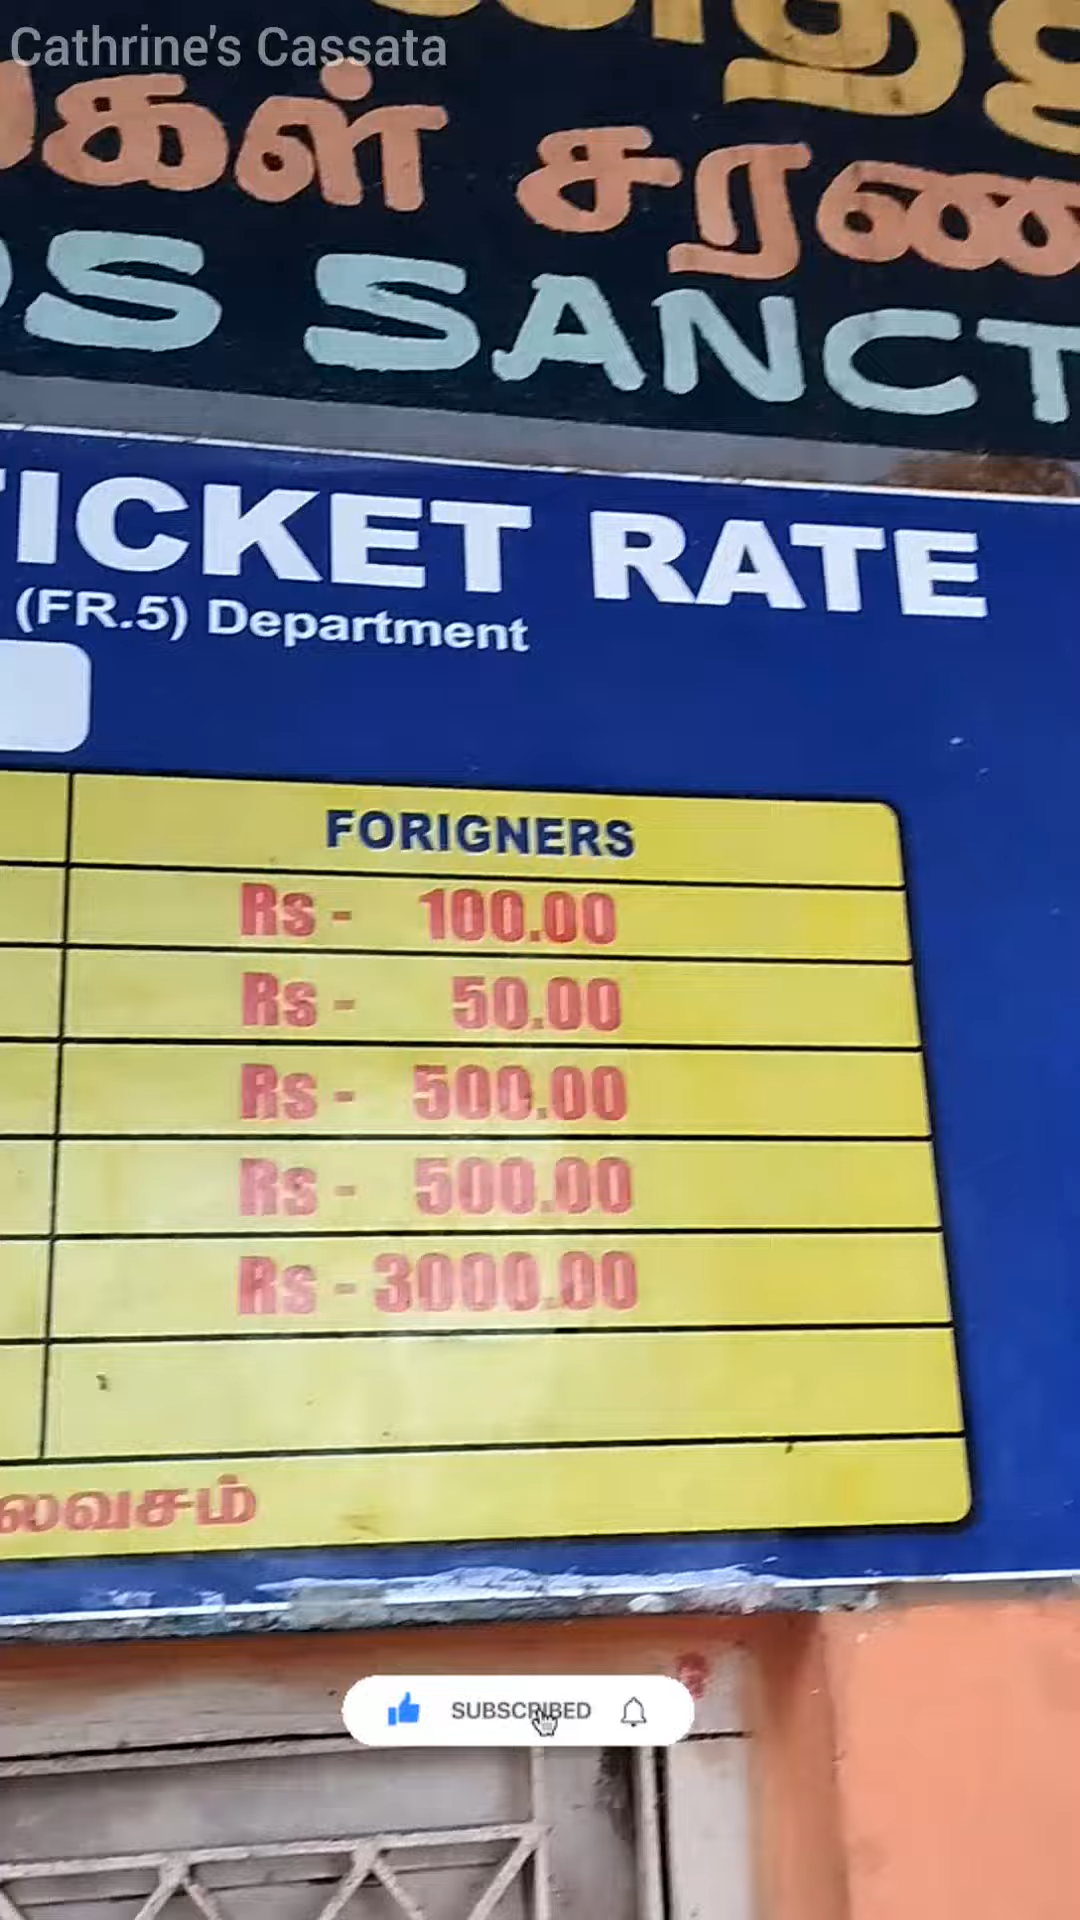 Cathrine's Cassata
கள் சரண
S SANCT
TICKET RATE
(FR.5) Department
FORIGNERS
Rs - 100.00
Rs - 50.00
Rs - 500.00
Rs - 500.00
Rs - 3000.00
லவசம்
SUBSCRIBED